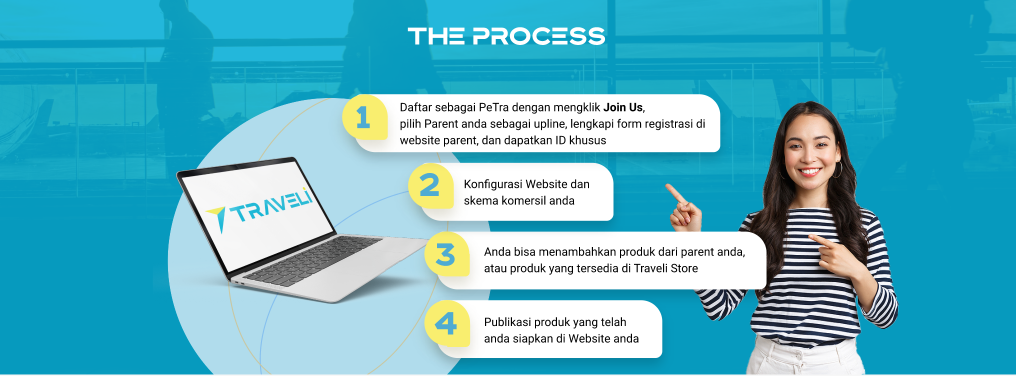 THE PROCESS
1
Daftar sebagai PeTra dengan mengklik Join Us,
pilih Parent anda sebagai upline, lengkapi form registrasi di
website parent, dan dapatkan ID khusus
2
Konfigurasi Website dan
skema komersil anda
TRAVELI
3
Anda bisa menambahkan produk dari parent anda,
atau produk yang tersedia di Traveli Store
4
Publikasi produk yang telah
anda siapkan di Website anda